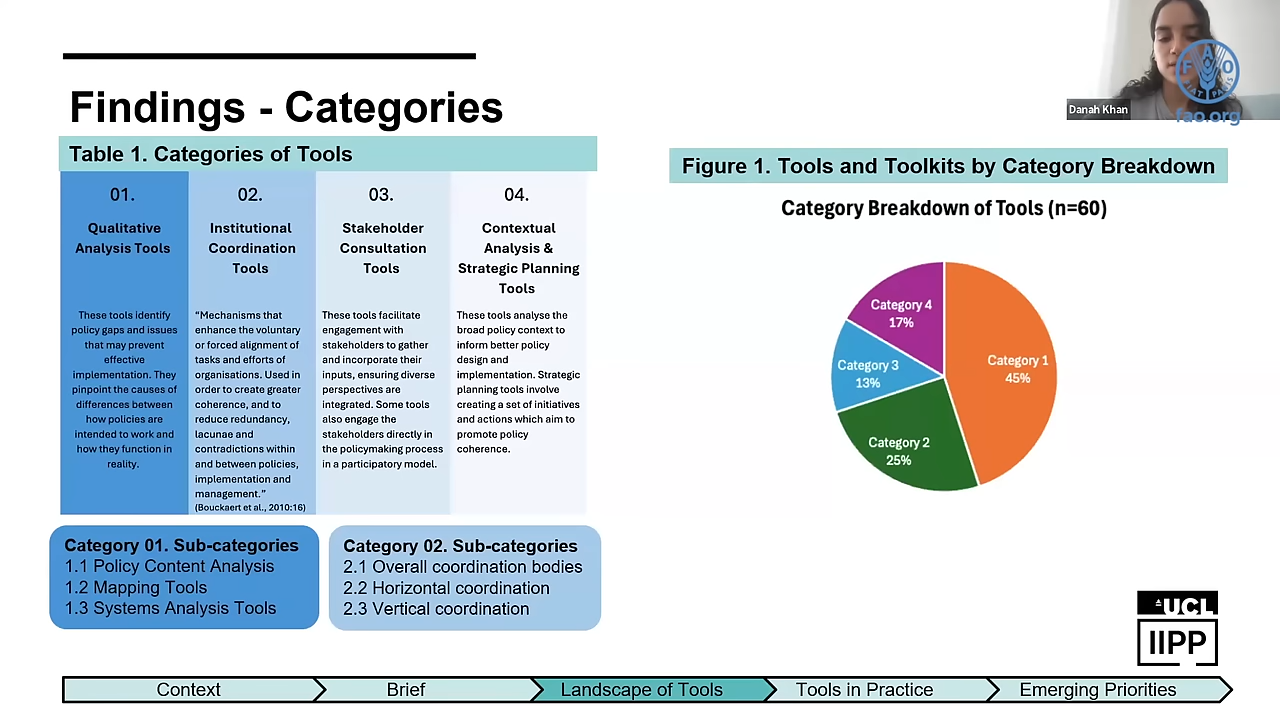 Findings - Categories
Table 1. Categories of Tools
01.
Qualitative
Analysis Tools
These tools identify
policy gaps and issues
that may prevent
effective
implementation. They
pinpoint the causes of
differences between
how policies are
intended to work and
how they function in
reality.
02.
Institutional
Coordination
Tools
“Mechanisms that
enhance the voluntary
or forced alignment of
tasks and efforts of
organisations. Used in
order to create greater
coherence, and to
reduce redundancy,
lacunae and
contradictions within
and between policies,
implementation and
management.”
(Bouckaert et al., 2010:16)
03.
Stakeholder
Consultation
Tools
These tools facilitate
engagement with
stakeholders to gather
and incorporate their
inputs, ensuring diverse
perspectives are
integrated. Some tools
also engage the
stakeholders directly in
the policymaking process
in a participatory model.
04.
Contextual
Analysis &
Strategic Planning
Tools
These tools analyse the
broad policy context to
inform better policy
design and
implementation. Strategic
planning tools involve
creating a set of initiatives
and actions which aim to
promote policy
coherence.
Category 01. Sub-categories
1.1 Policy Content Analysis
1.2 Mapping Tools
1.3 Systems Analysis Tools
Category 02. Sub-categories
2.1 Overall coordination bodies
2.2 Horizontal coordination
2.3 Vertical coordination
Figure 1. Tools and Toolkits by Category Breakdown
Category Breakdown of Tools (n=60)
Category 4
17%
Category 1
45%
Category 3
13%
Category 2
25%
Danah Khan
F A O
FIAT PANIS
fao.org
UCL
IIPP
Context
Brief
Landscape of Tools
Tools in Practice
Emerging Priorities